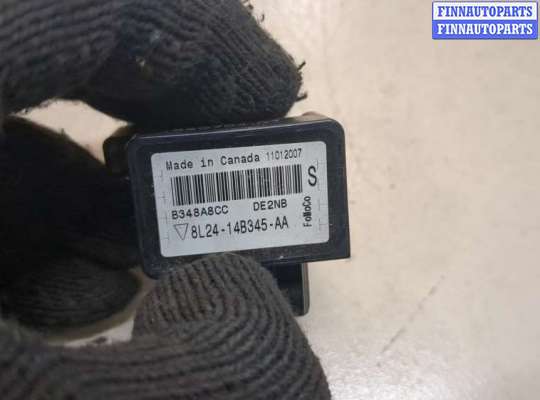 FINNAUTOPARTS
FINNAUTOPARTS
Made in Canada 11012007
S
B348A8CC DE2NB
8L24-14B345-AA
FoMoCo